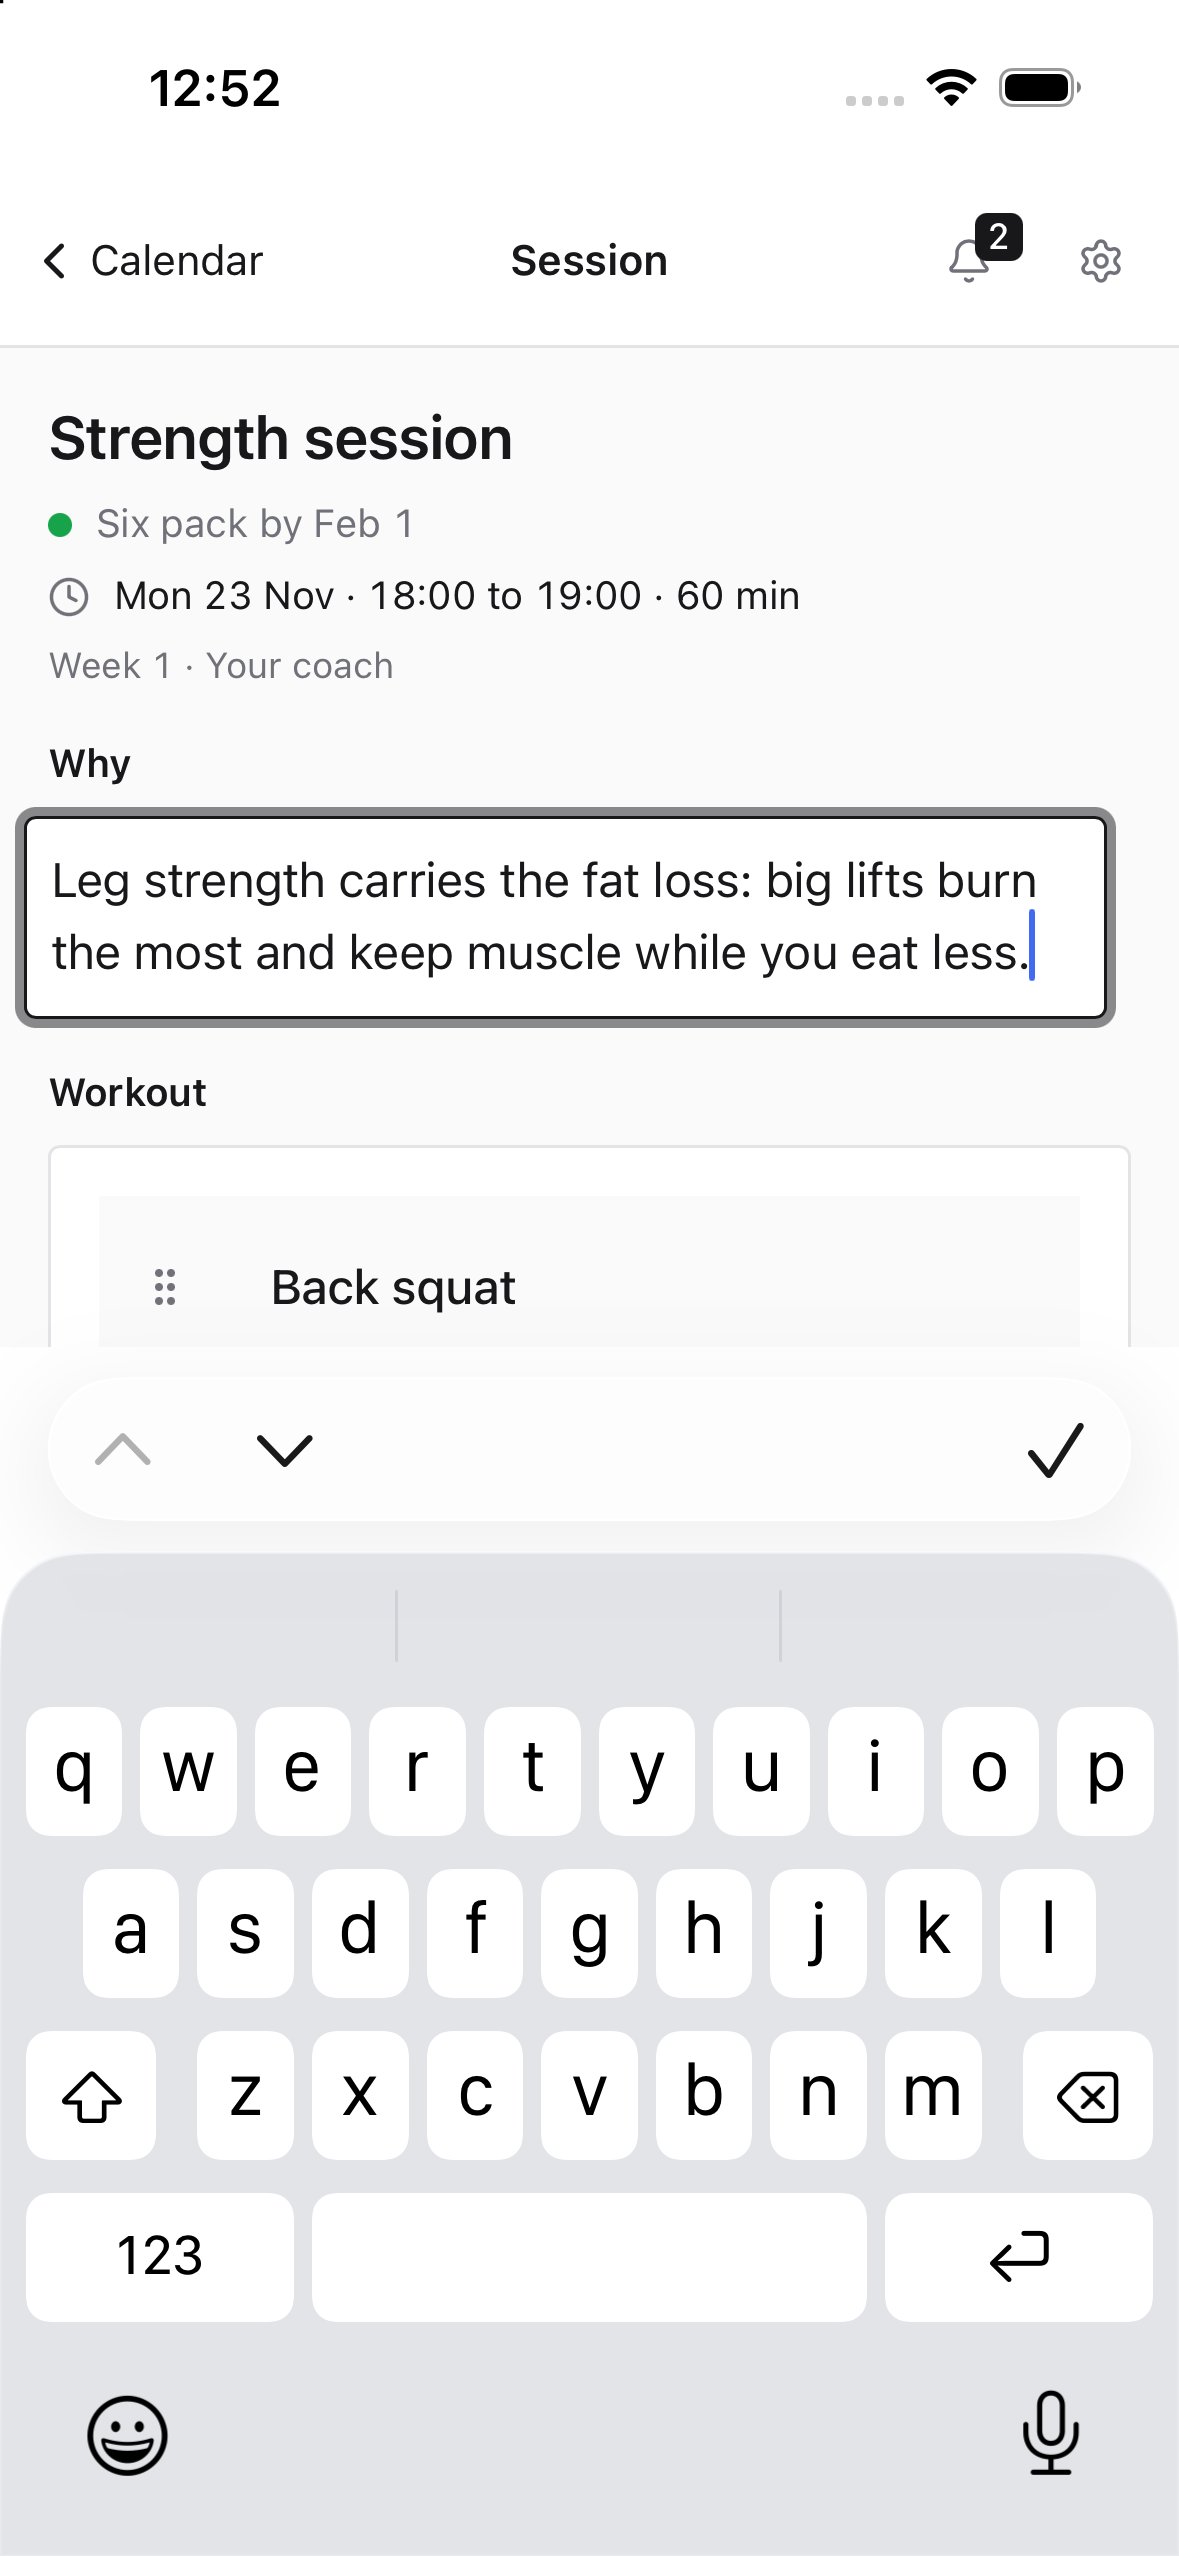 12:52
Calendar
Session
2
Strength session
Six pack by Feb 1
Mon 23 Nov · 18:00 to 19:00 · 60 min
Week 1 · Your coach
Why
Leg strength carries the fat loss: big lifts burn
the most and keep muscle while you eat less.
Workout
Back squat
q w e r t y u i o p
a s d f g h j k l
z x c v b n m
123